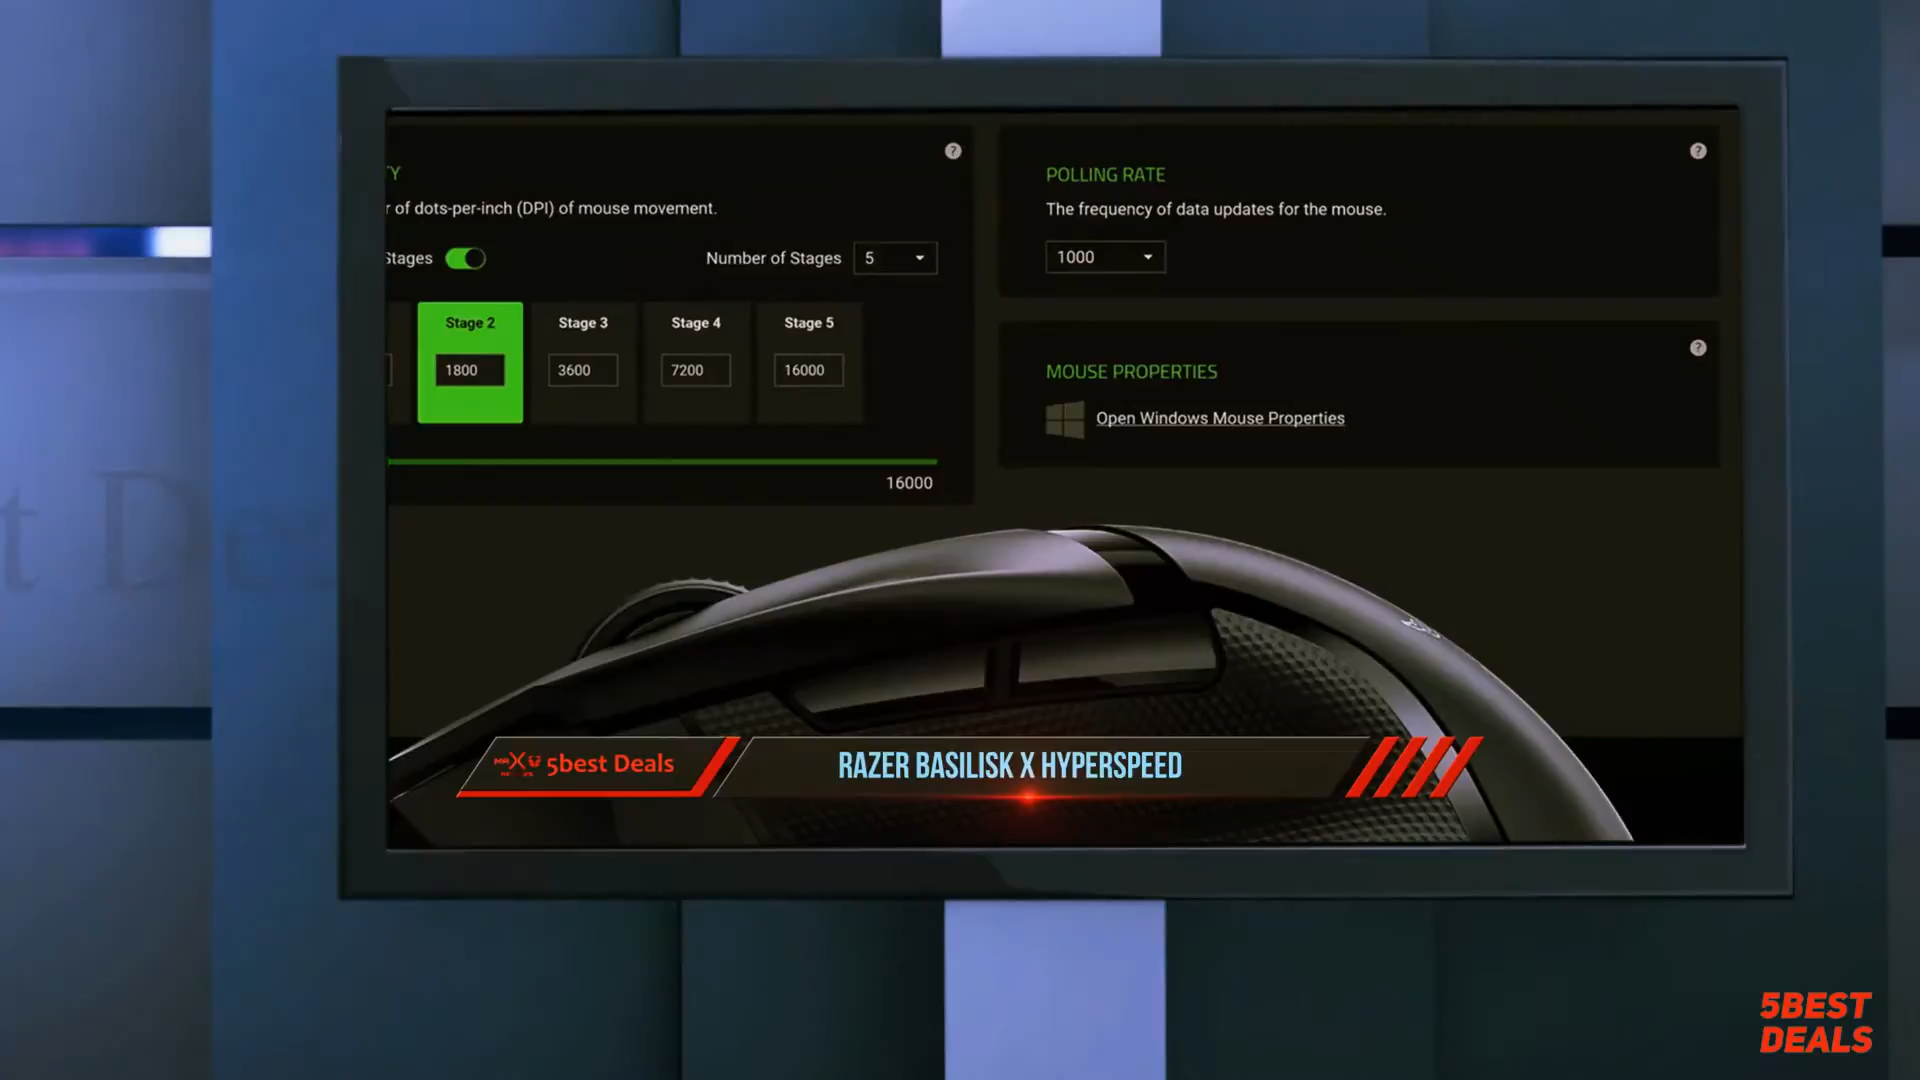 Y
r of dots-per-inch (DPI) of mouse movement.
Stages
Number of Stages 5
Stage 2
Stage 3
Stage 4
Stage 5
1800
3600
7200
16000
16000
?
POLLING RATE
The frequency of data updates for the mouse.
1000
?
MOUSE PROPERTIES
Open Windows Mouse Properties
?
t De
5best Deals
RAZER BASILISK X HYPERSPEED
5BEST
DEALS